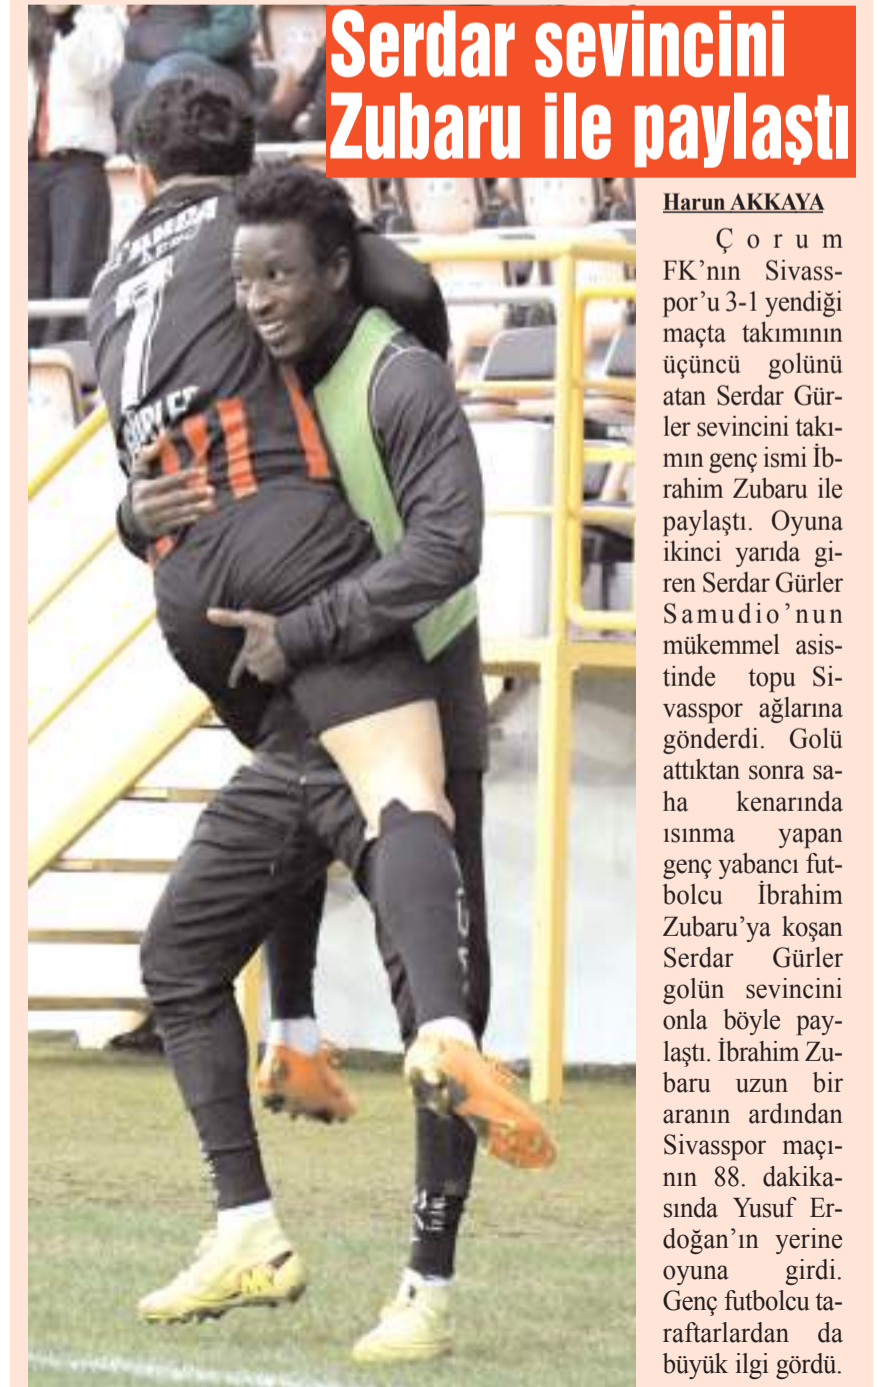 Serdar sevincini
Zubaru ile paylaştı
Harun AKKAYA
Çorum
FK’nın Sivass-
por’u 3-1 yendiği
maçta takımının
üçüncü golünü
atan Serdar Gür-
ler sevincini takı-
mın genç ismi İb-
rahim Zubaru ile
paylaştı. Oyuna
ikinci yarıda gi-
ren Serdar Gürler
Samudio’nun
mükemmel asis-
tinde topu Si-
vasspor ağlarına
gönderdi. Golü
attıktan sonra sa-
ha kenarında
ısınma yapan
genç yabancı fut-
bolcu İbrahim
Zubaru’ya koşan
Serdar Gürler
golün sevincini
onla böyle pay-
laştı. İbrahim Zu-
baru uzun bir
aranın ardından
Sivasspor maçı-
nın 88. dakika-
sında Yusuf Er-
doğan’ın yerine
oyuna girdi.
Genç futbolcu ta-
raftarlardan da
büyük ilgi gördü.
7